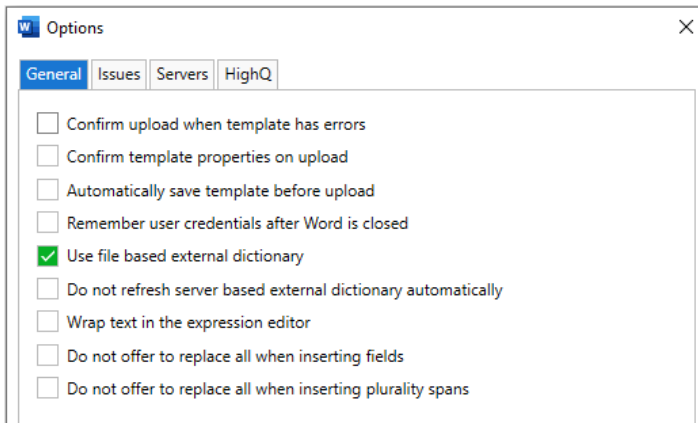 Options
General Issues Servers HighQ
Confirm upload when template has errors
Confirm template properties on upload
Automatically save template before upload
Remember user credentials after Word is closed
Use file based external dictionary
Do not refresh server based external dictionary automatically
Wrap text in the expression editor
Do not offer to replace all when inserting fields
Do not offer to replace all when inserting plurality spans